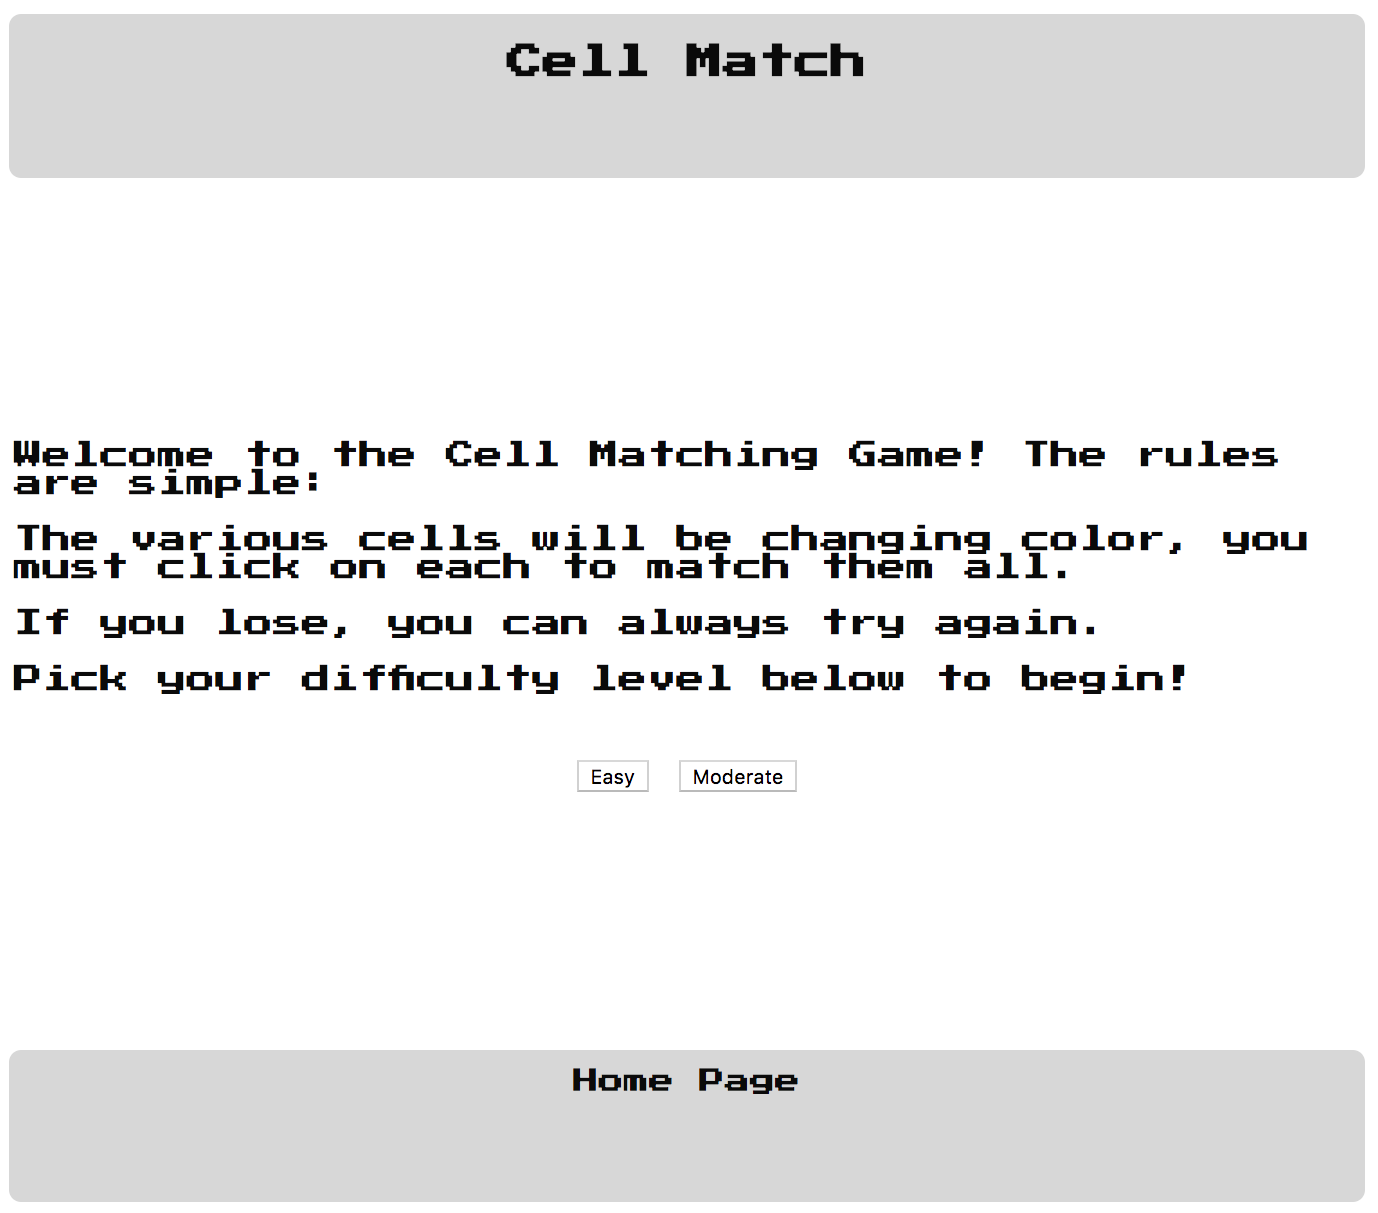 Cell Match
Welcome to the Cell Matching Game! The rules
are simple:
The various cells will be changing color, you
must click on each to match them all.
If you lose, you can always try again.
Pick your difficulty level below to begin!
Easy Moderate
Home Page